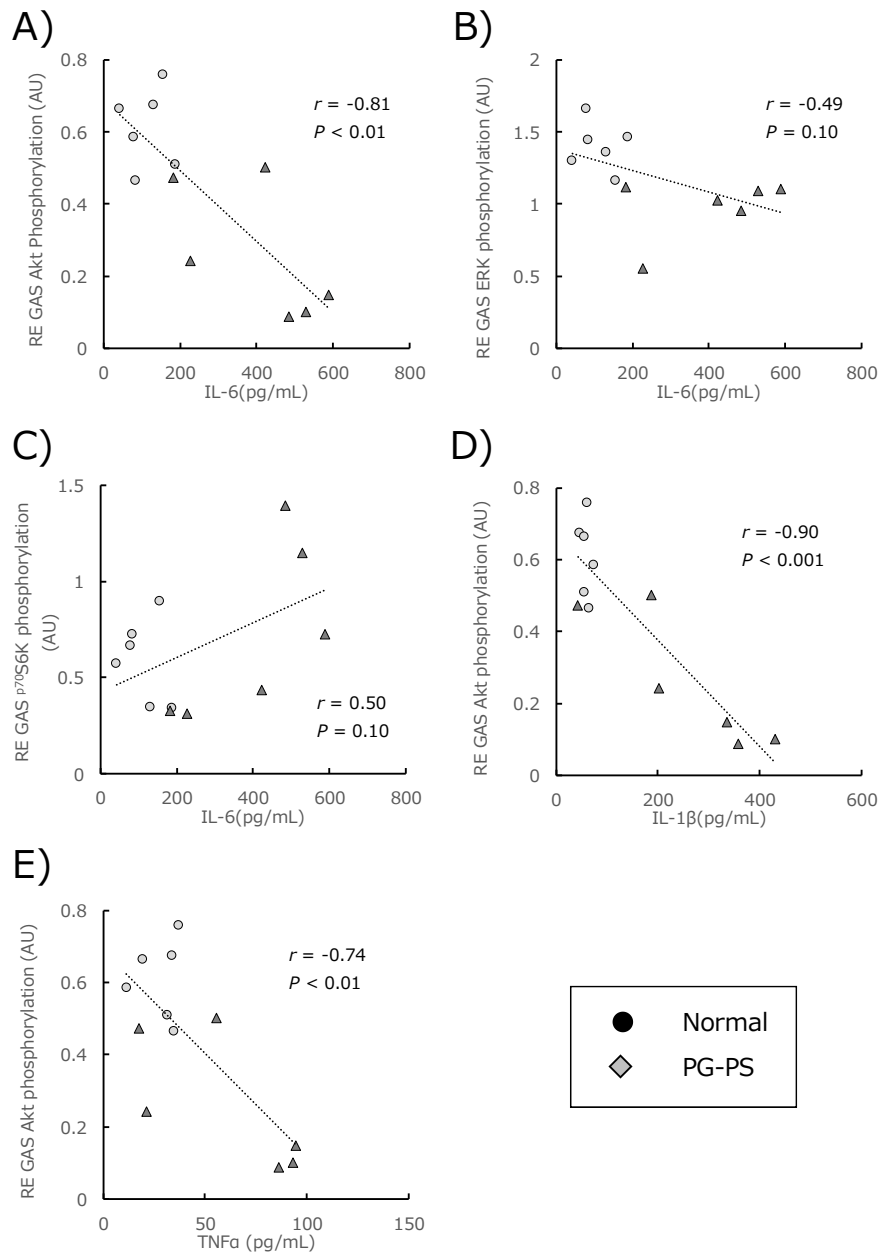 A)
RE GAS Akt Phosphorylation (AU)
0.8
0.6
0.4
0.2
0
r = -0.81
P < 0.01
0 200 400 600 800
IL-6(pg/mL)
B)
RE GAS ERK phosphorylation (AU)
2
1.5
1
0.5
0
r = -0.49
P = 0.10
0 200 400 600 800
IL-6(pg/mL)
C)
RE GAS p70S6K phosphorylation
(AU)
1.5
1
0.5
0
r = 0.50
P = 0.10
0 200 400 600 800
IL-6(pg/mL)
D)
RE GAS Akt phosphorylation (AU)
0.8
0.6
0.4
0.2
0
r = -0.90
P < 0.001
0 200 400 600
IL-1β(pg/mL)
E)
RE GAS Akt phosphorylation (AU)
0.8
0.6
0.4
0.2
0
r = -0.74
P < 0.01
0 50 100 150
TNFα (pg/mL)
Normal
PG-PS